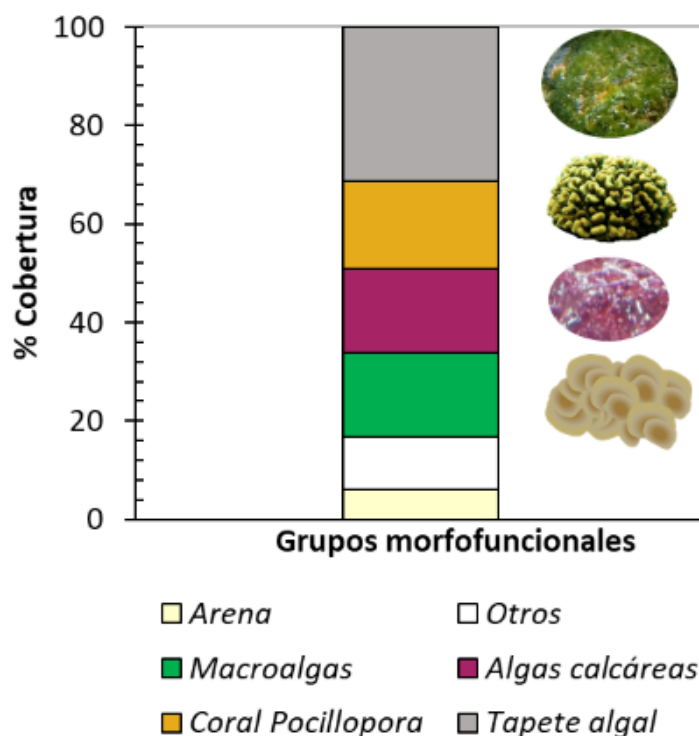 100
80
60
40
20
0
% Cobertura
Grupos morfofuncionales
Arena
Otros
Macroalgas
Algas calcáreas
Coral Pocillopora
Tapete algal